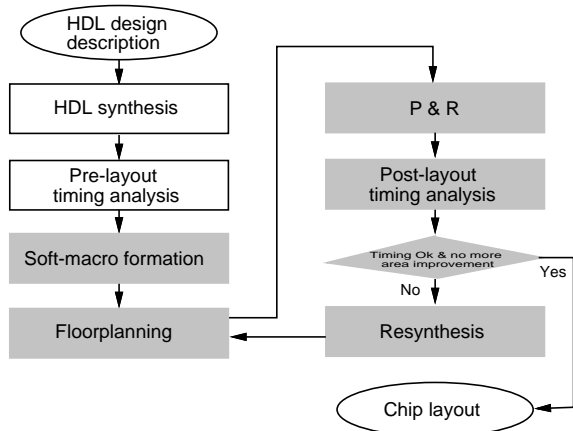 HDL design
description
HDL synthesis
Pre-layout
timing analysis
Soft-macro formation
Floorplanning
P & R
Post-layout
timing analysis
Timing Ok & no more
area improvement
Yes
No
Resynthesis
Chip layout